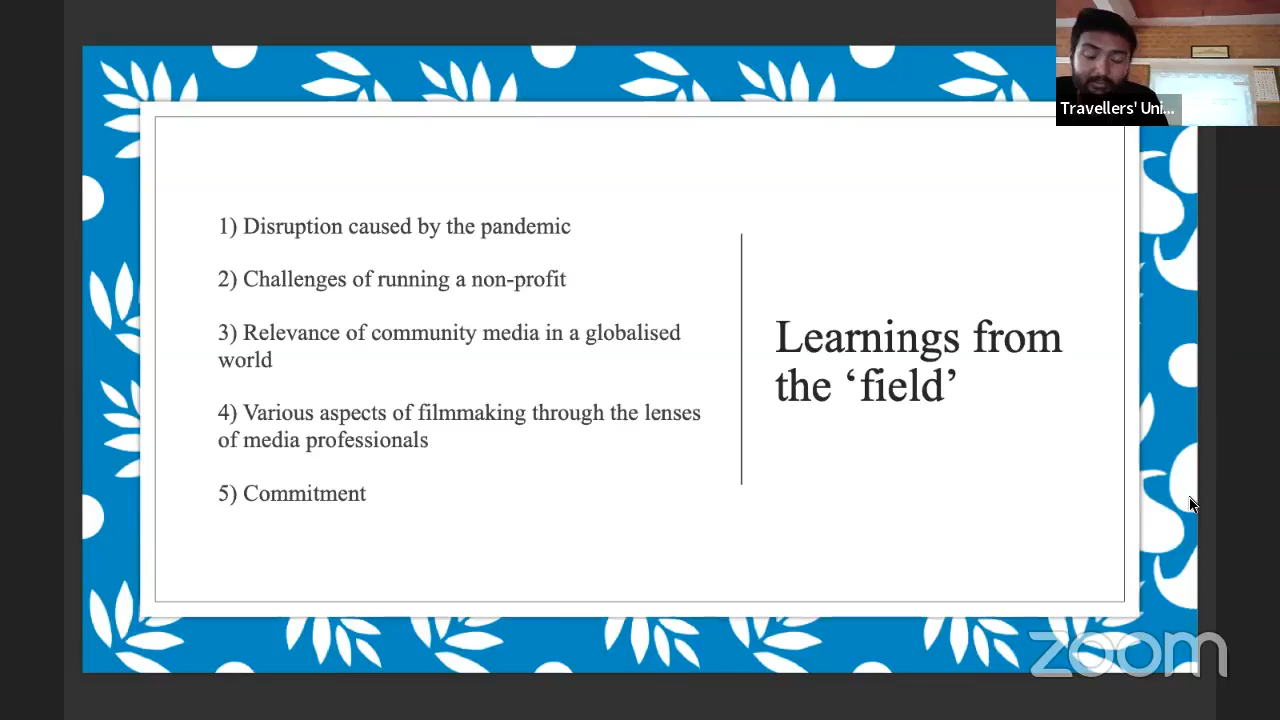 Travellers' Uni...
1) Disruption caused by the pandemic
2) Challenges of running a non-profit
3) Relevance of community media in a globalised
world
4) Various aspects of filmmaking through the lenses
of media professionals
5) Commitment
Learnings from
the ‘field’
zoom